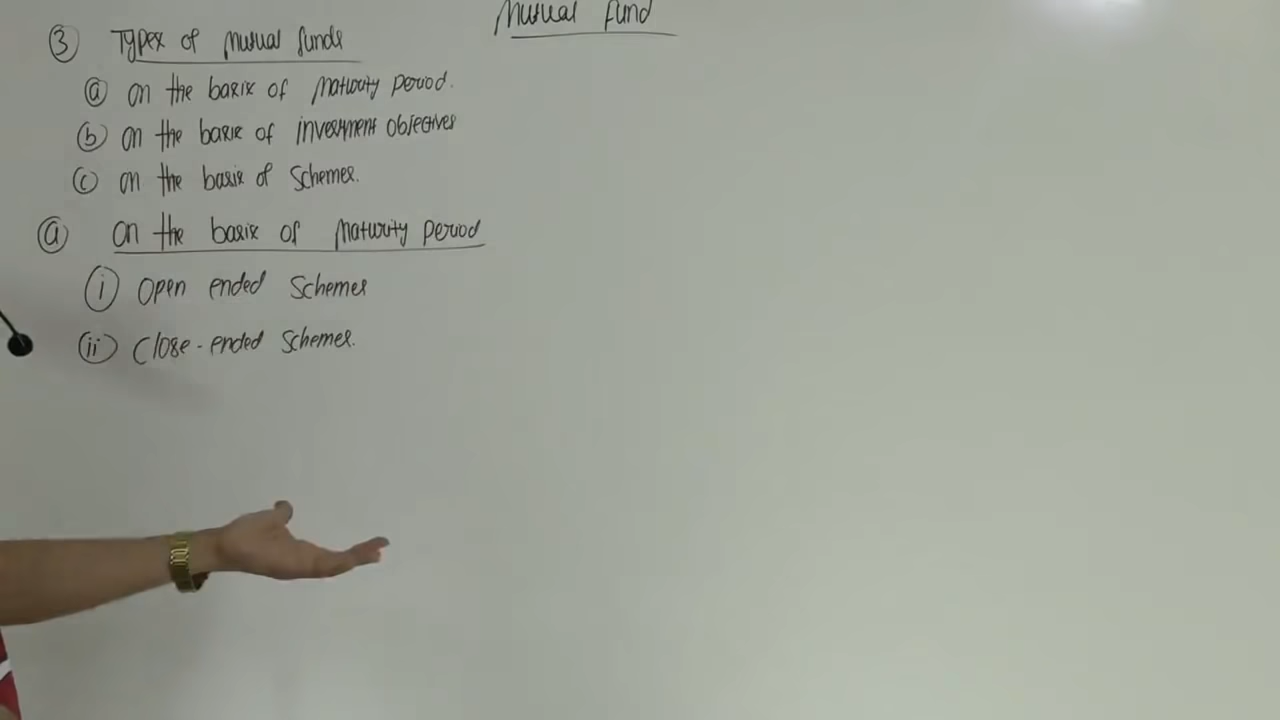 Mutual Fund
③ Types of Mutual funds
ⓐ On the basis of Maturity Period.
ⓑ On the basis of investment objectives
ⓒ On the basis of Schemes.
ⓐ On the basis of Maturity Period
ⓘ Open ended Schemes
(ii) Close-ended Schemes.